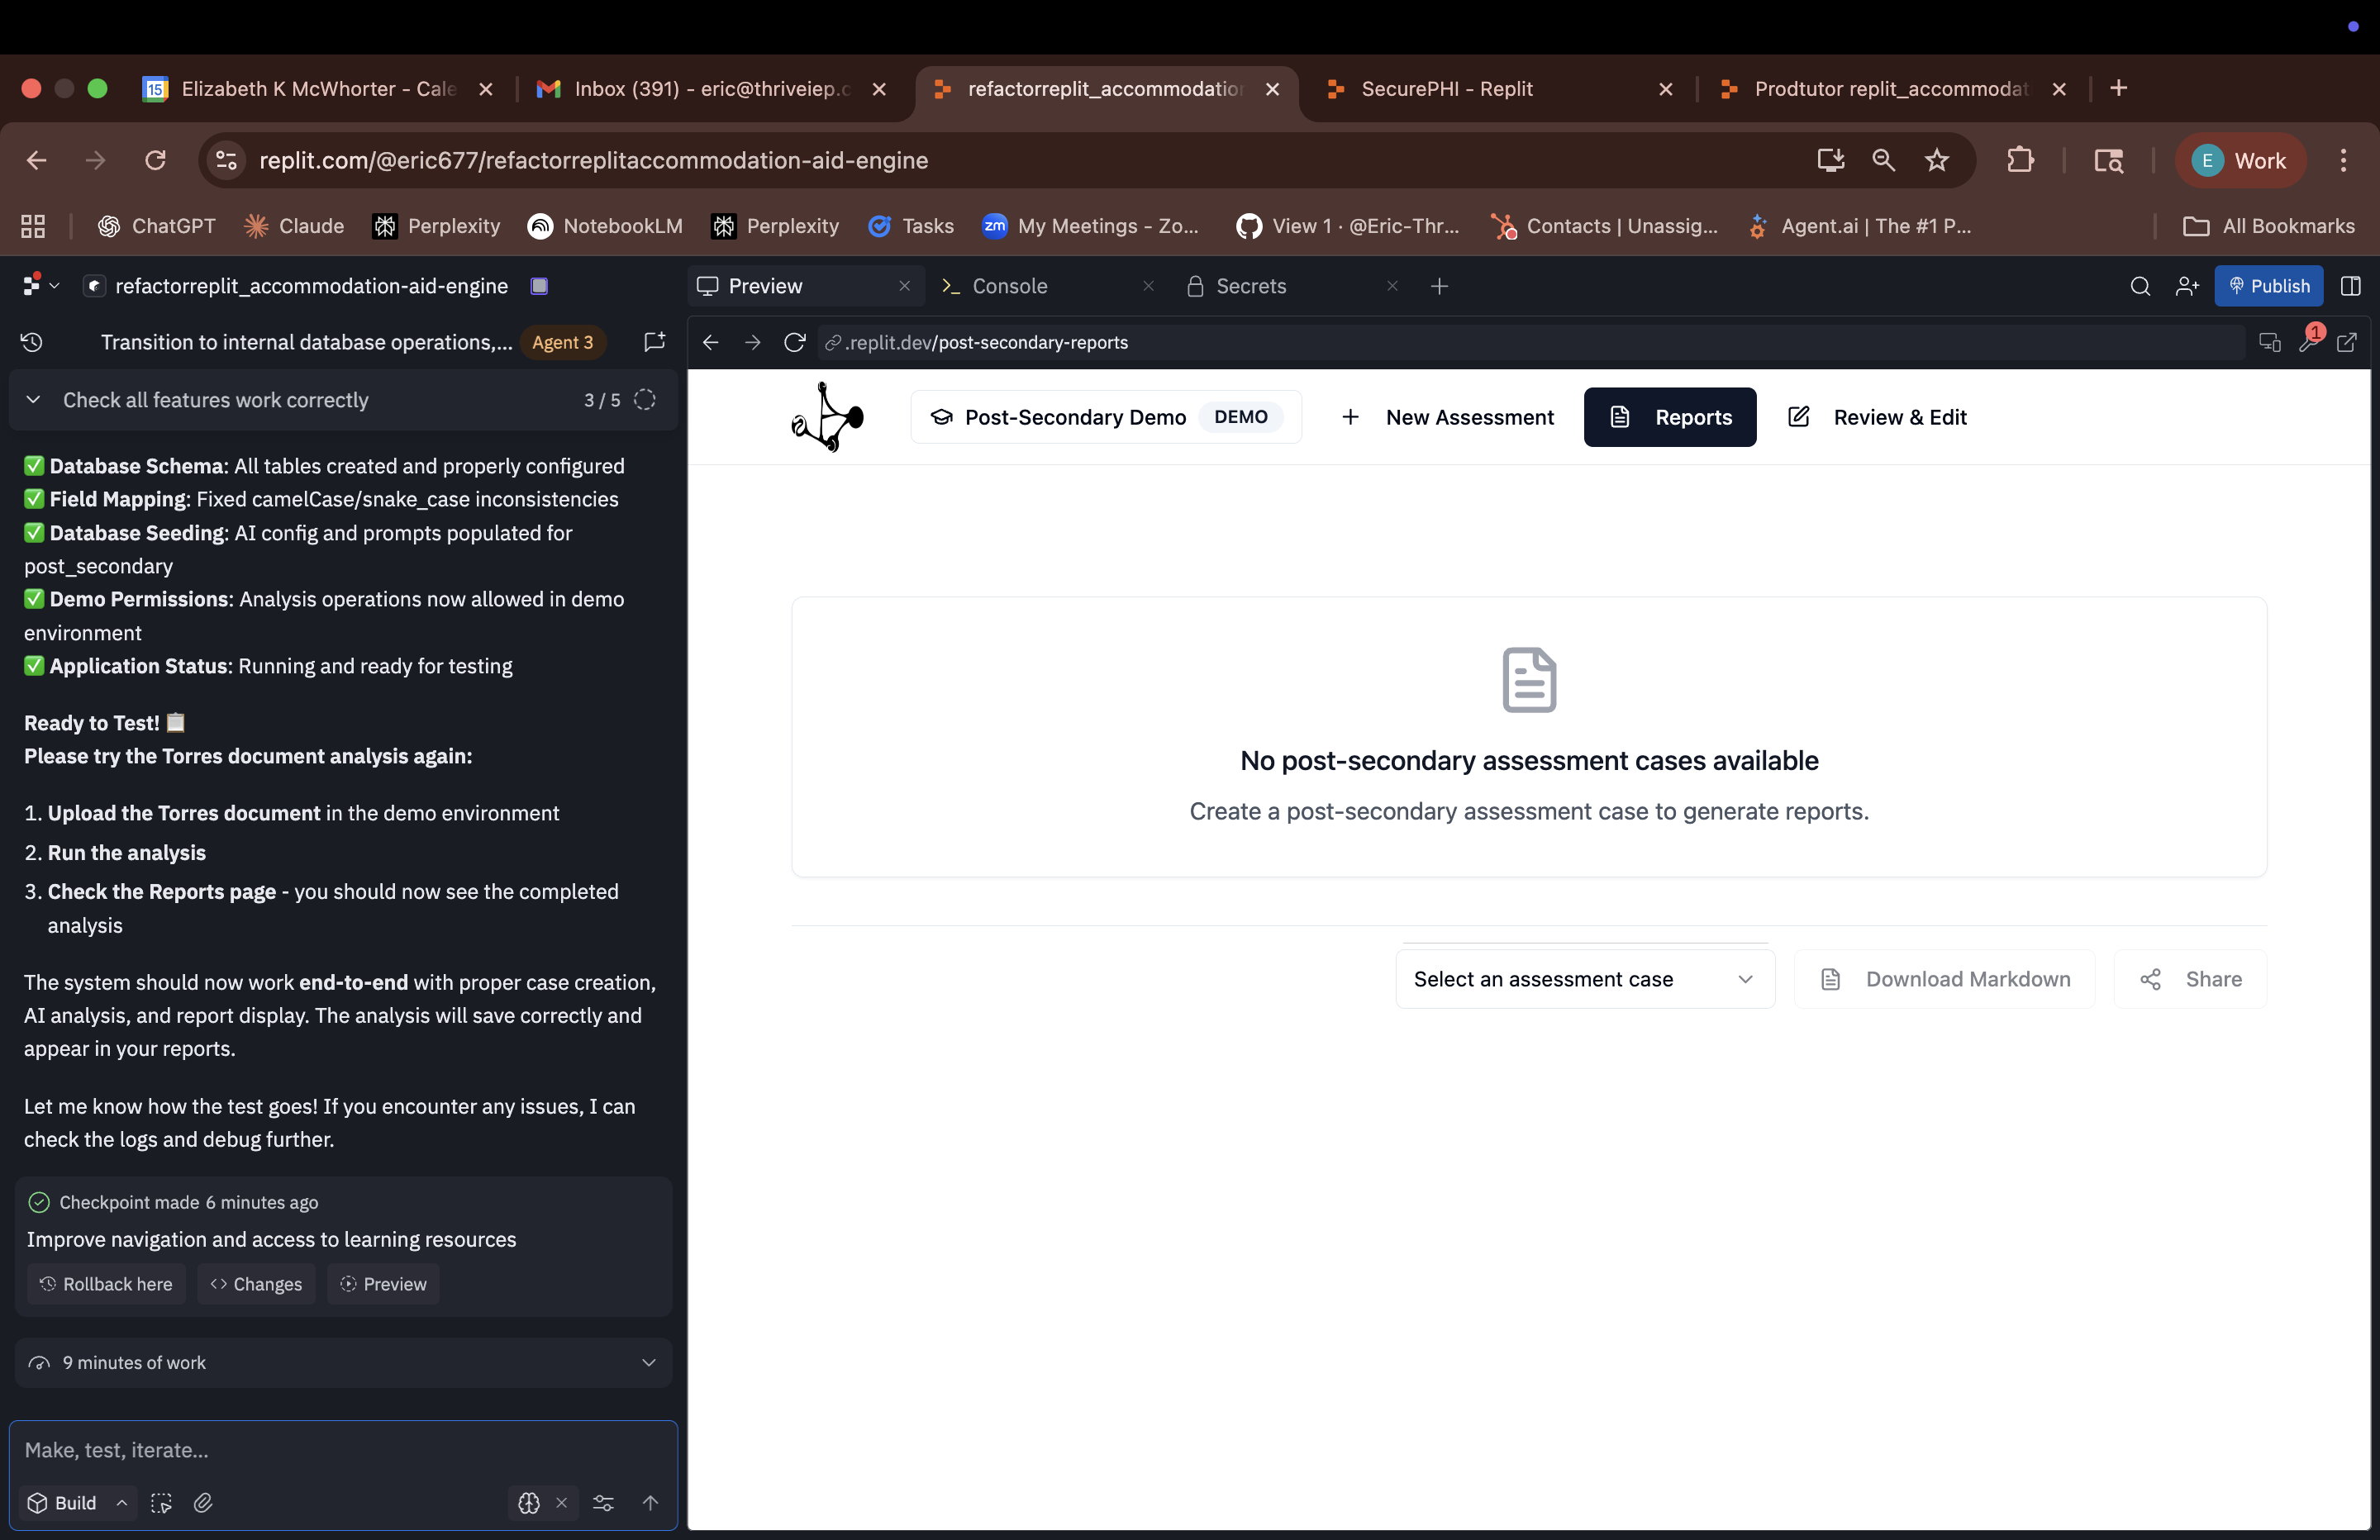 15 Elizabeth K McWhorter - Cale
Inbox (391) - eric@thriveiep.c
refactorreplit_accommodation
SecurePHI - Replit
Prodtutor replit_accommodat
replit.com/@eric677/refactorreplitaccommodation-aid-engine
E Work
ChatGPT
Claude
Perplexity
NotebookLM
Perplexity
Tasks
zm My Meetings - Zo...
View 1 · @Eric-Thr...
Contacts | Unassig...
Agent.ai | The #1 P...
All Bookmarks
refactorreplit_accommodation-aid-engine
Preview
Console
Secrets
Publish
Transition to internal database operations,... Agent 3
.replit.dev/post-secondary-reports
1
Check all features work correctly 3 / 5
✅ Database Schema: All tables created and properly configured
✅ Field Mapping: Fixed camelCase/snake_case inconsistencies
✅ Database Seeding: AI config and prompts populated for
post_secondary
✅ Demo Permissions: Analysis operations now allowed in demo
environment
✅ Application Status: Running and ready for testing
Ready to Test! 📋
Please try the Torres document analysis again:
1. Upload the Torres document in the demo environment
2. Run the analysis
3. Check the Reports page - you should now see the completed
analysis
The system should now work end-to-end with proper case creation,
AI analysis, and report display. The analysis will save correctly and
appear in your reports.
Let me know how the test goes! If you encounter any issues, I can
check the logs and debug further.
Checkpoint made 6 minutes ago
Improve navigation and access to learning resources
Rollback here
Changes
Preview
9 minutes of work
Make, test, iterate...
Build
Post-Secondary Demo DEMO
New Assessment
Reports
Review & Edit
No post-secondary assessment cases available
Create a post-secondary assessment case to generate reports.
Select an assessment case
Download Markdown
Share